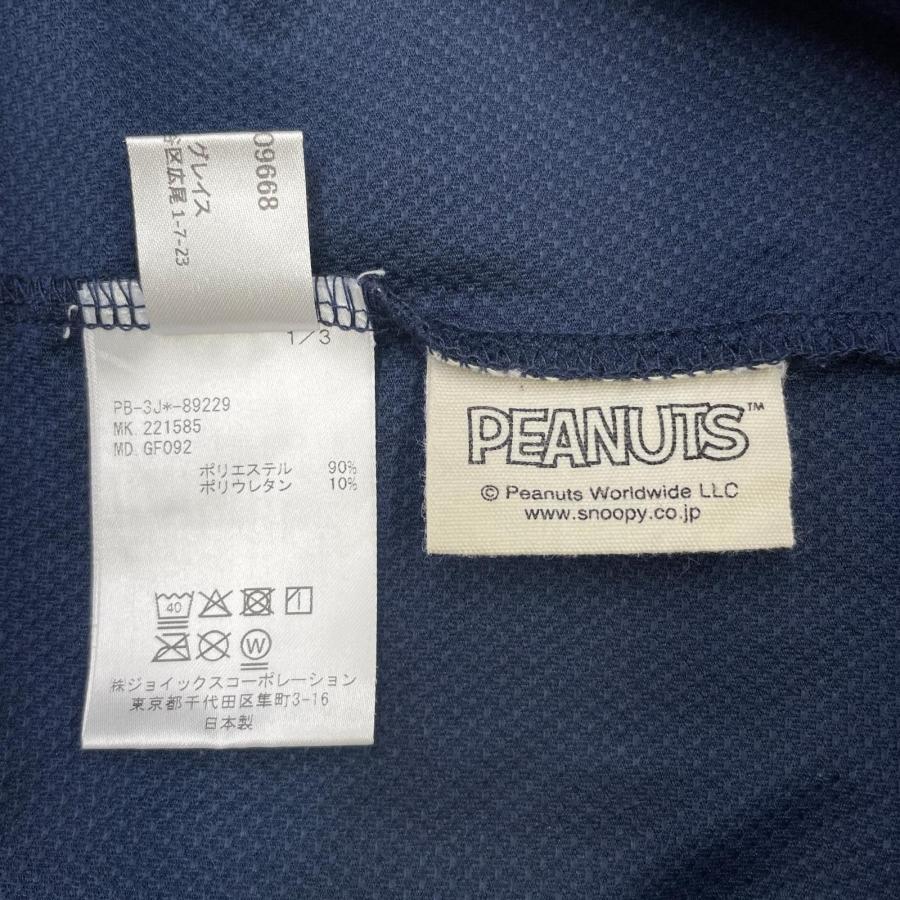 09668
グレイス
区広尾 1-7-23
1/3
PB-3J*-89229
MK.221585
MD.GF092
ポリエステル 90%
ポリウレタン 10%
40
W
株ジョイックスコーポレーション
東京都千代田区隼町3-16
日本製
PEANUTS™
© Peanuts Worldwide LLC
www.snoopy.co.jp